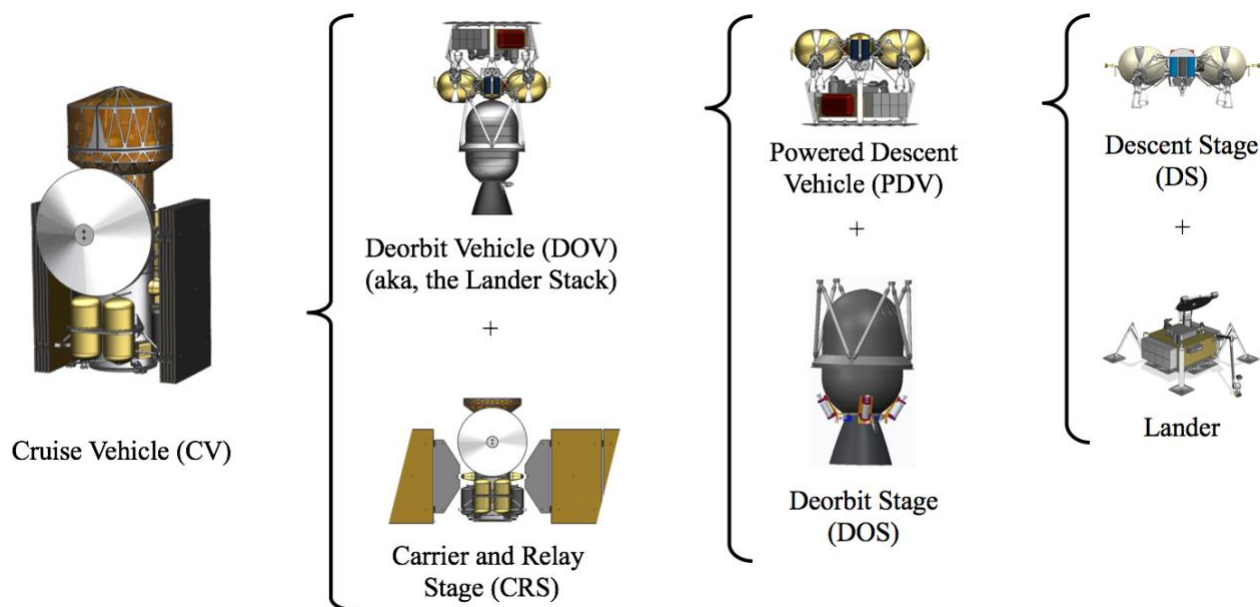 Cruise Vehicle (CV)
Deorbit Vehicle (DOV)
(aka, the Lander Stack)
+
Carrier and Relay
Stage (CRS)
Powered Descent
Vehicle (PDV)
+
Deorbit Stage
(DOS)
Descent Stage
(DS)
+
Lander